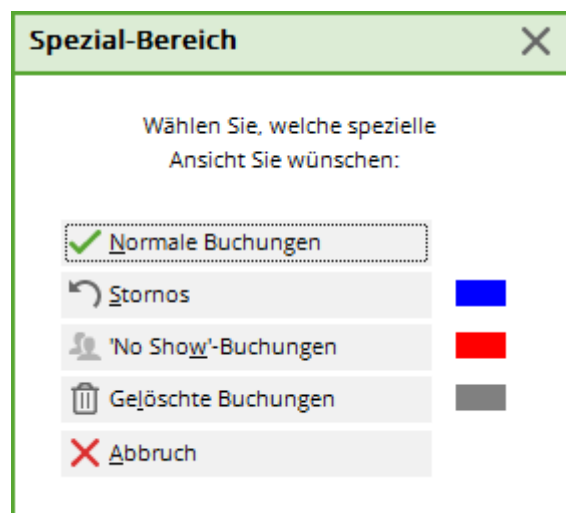 Spezial-Bereich
Wählen Sie, welche spezielle
Ansicht Sie wünschen:
Normale Buchungen
Stornos
'No Show'-Buchungen
Gelöschte Buchungen
Abbruch